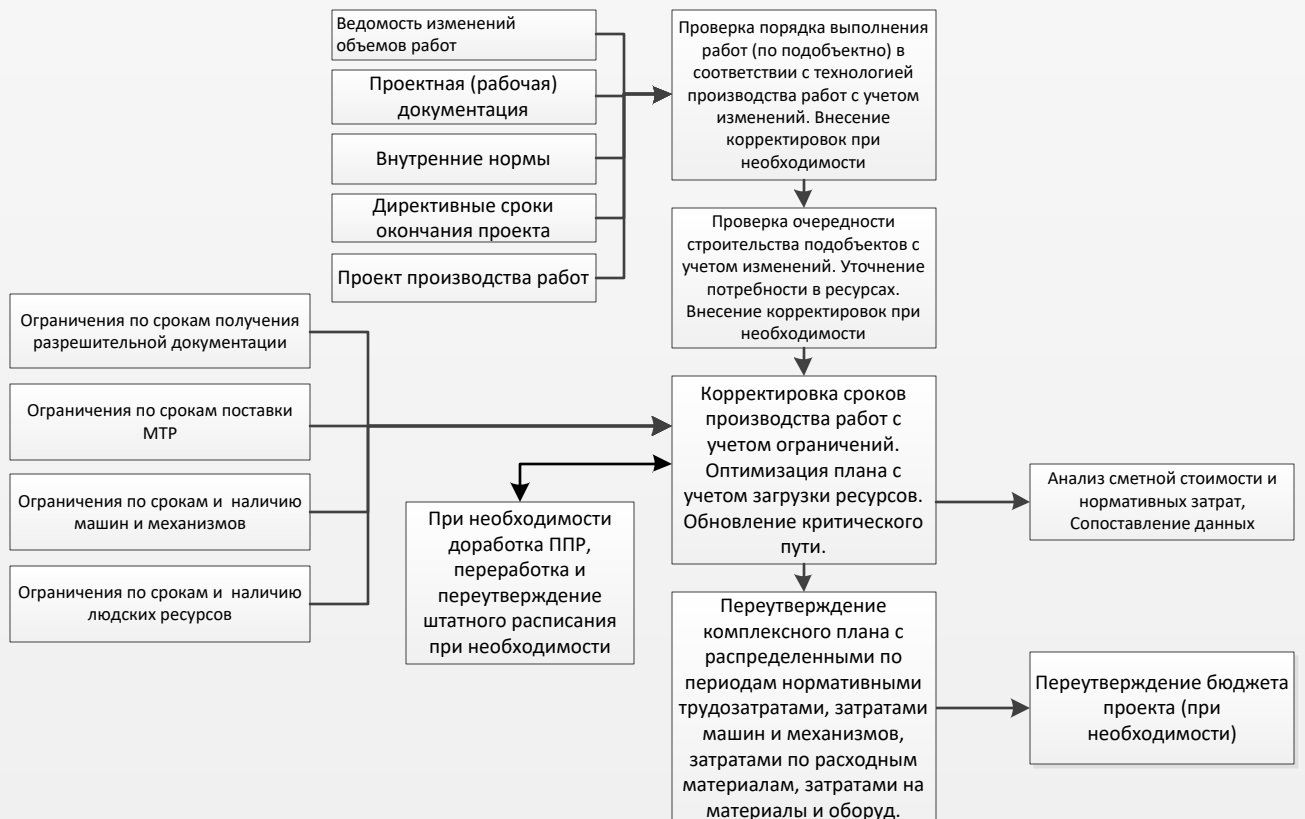 Ведомость изменений
объемов работ
Проектная (рабочая)
документация
Внутренние нормы
Директивные сроки
окончания проекта
Проект производства работ
Проверка порядка выполнения
работ (по подобъектно) в
соответствии с технологией
производства работ с учетом
изменений. Внесение
корректировок при
необходимости
Проверка очередности
строительства подобъектов с
учетом изменений. Уточнение
потребности в ресурсах.
Внесение корректировок при
необходимости
Ограничения по срокам получения
разрешительной документации
Ограничения по срокам поставки
МТР
Ограничения по срокам и  наличию
машин и механизмов
Ограничения по срокам и  наличию
людских ресурсов
Корректировка сроков
производства работ с
учетом ограничений.
Оптимизация плана с
учетом загрузки ресурсов.
Обновление критического
пути.
При необходимости
доработка ППР,
переработка и
переутверждение
штатного расписания
при необходимости
Анализ сметной стоимости и
нормативных затрат,
Сопоставление данных
Переутверждение
комплексного плана с
распределенными по
периодам нормативными
трудозатратами, затратами
машин и механизмов,
затратами по расходным
материалам, затратами на
материалы и оборуд.
Переутверждение бюджета
проекта (при
необходимости)